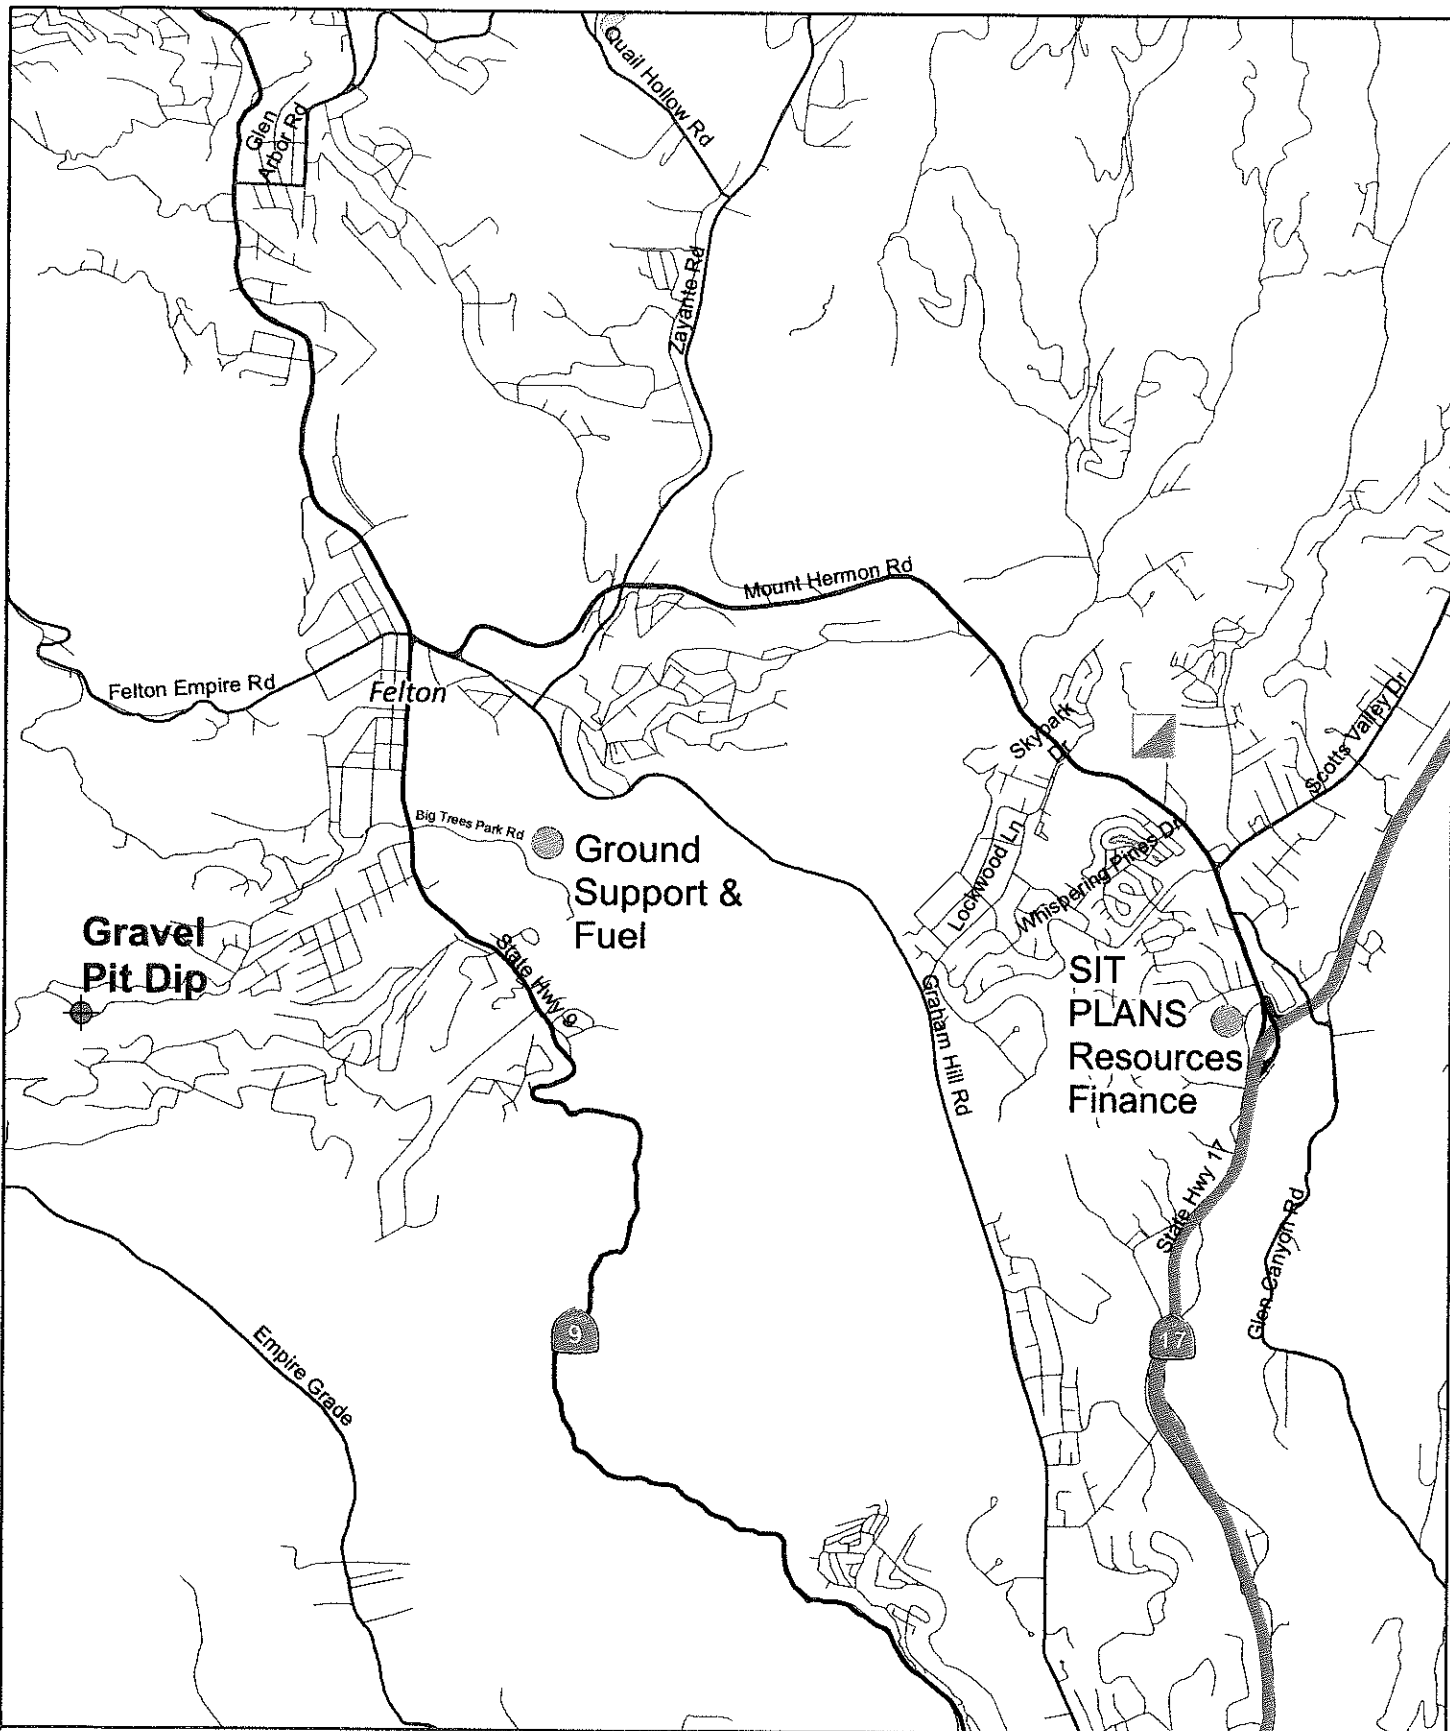 Quail Hollow Rd
Glen
Arbor Rd
Zayante Rd
Mount Hermon Rd
Felton Empire Rd
Felton
Skypark
Dr
Scotts Valley Dr
Big Trees Park Rd
Ground
Support &
Fuel
Lockwood Ln
Whispering Pines Dr
Gravel
Pit Dip
State Hwy 9
SIT
PLANS
Resources
Finance
Graham Hill Rd
State Hwy 17
Glen Canyon Rd
9
17
Empire Grade